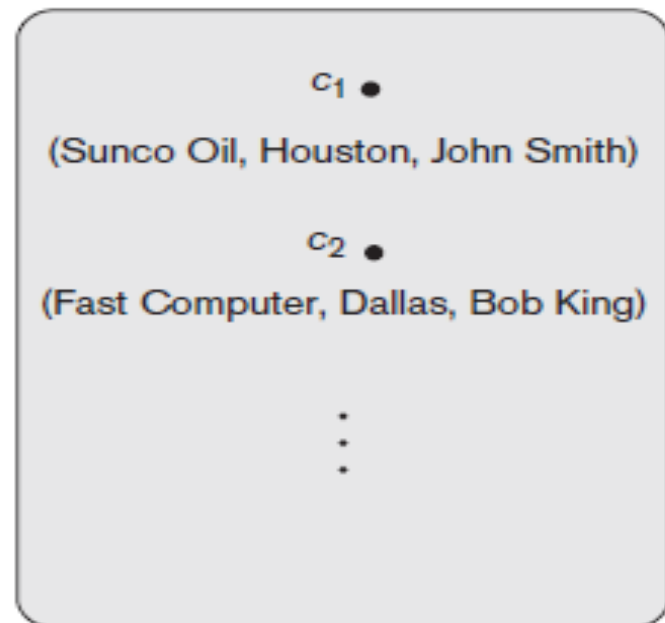 c1 •
(Sunco Oil, Houston, John Smith)
c2 •
(Fast Computer, Dallas, Bob King)